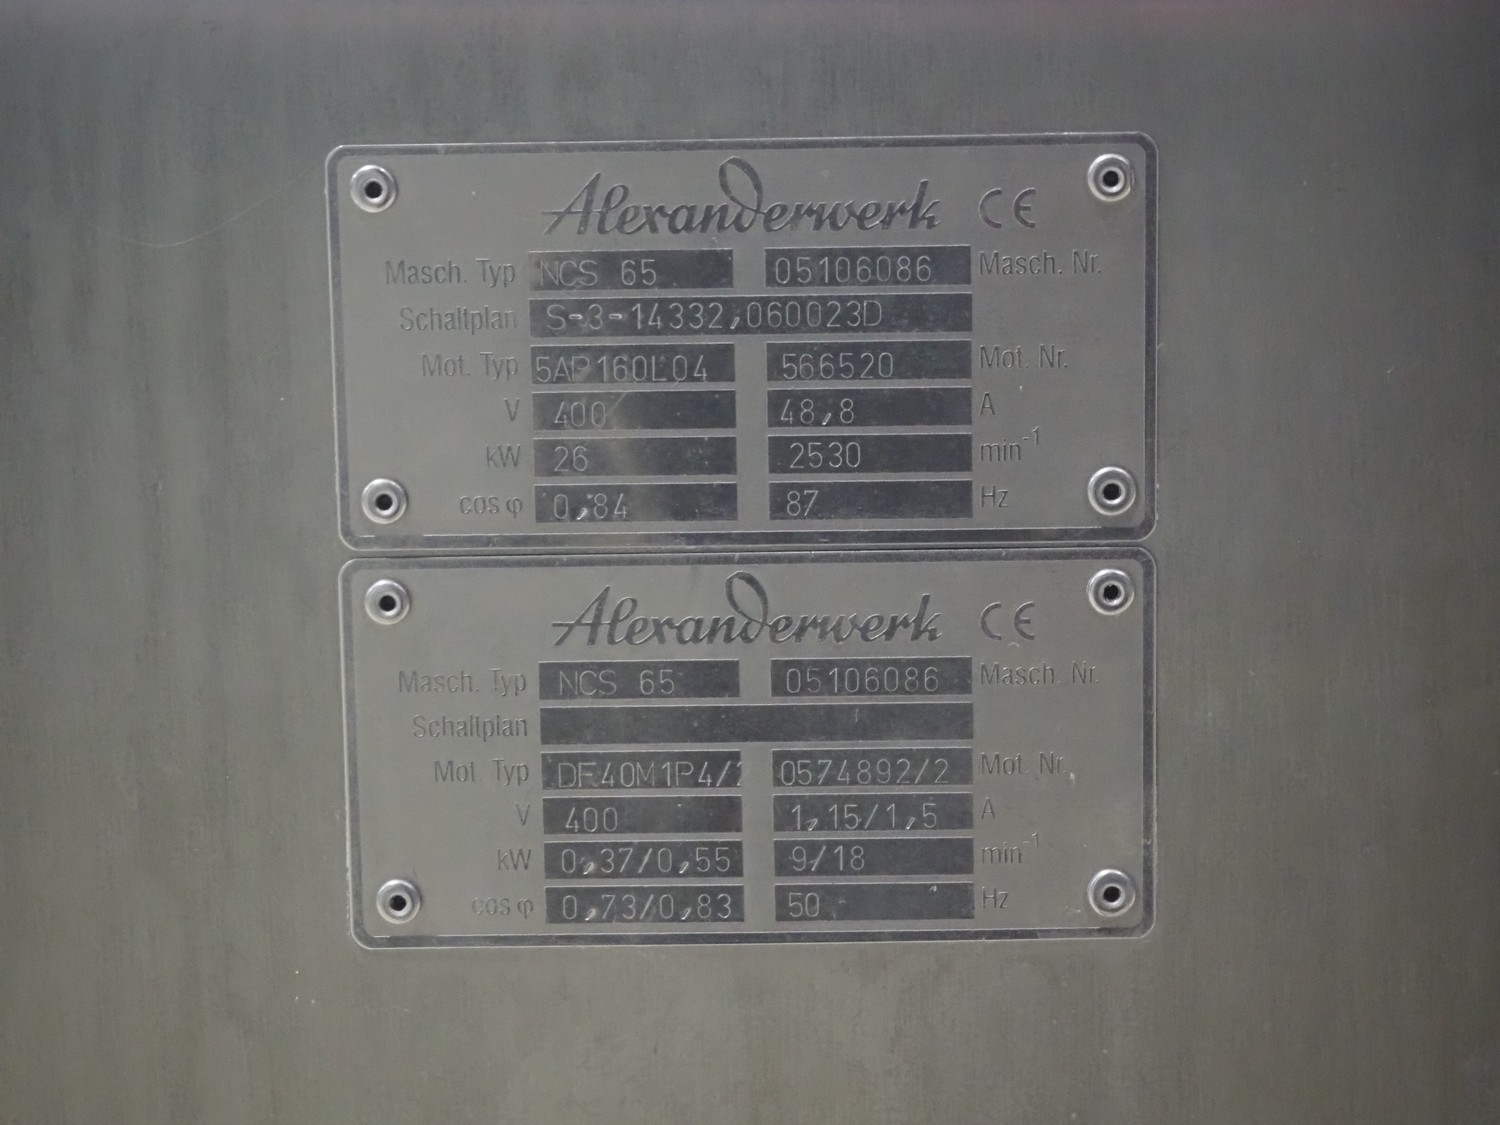 Alexanderwerk CE
Masch. Typ NCS 65 05106086 Masch. Nr.
Schaltplan S-3-14332,060023D
Mot. Typ 5AP160L04 566520 Mot. Nr.
V 400 48,8 A
kW 26 2530 min⁻¹
cos φ 0,84 87 Hz
Alexanderwerk CE
Masch. Typ NCS 65 05106086 Masch. Nr.
Schaltplan
Mot. Typ 0574892/2 Mot. Nr.
V 400 1,15/1,5 A
kW 0,37/0,55 9/18 min⁻¹
cos φ 0,73/0,83 50 Hz